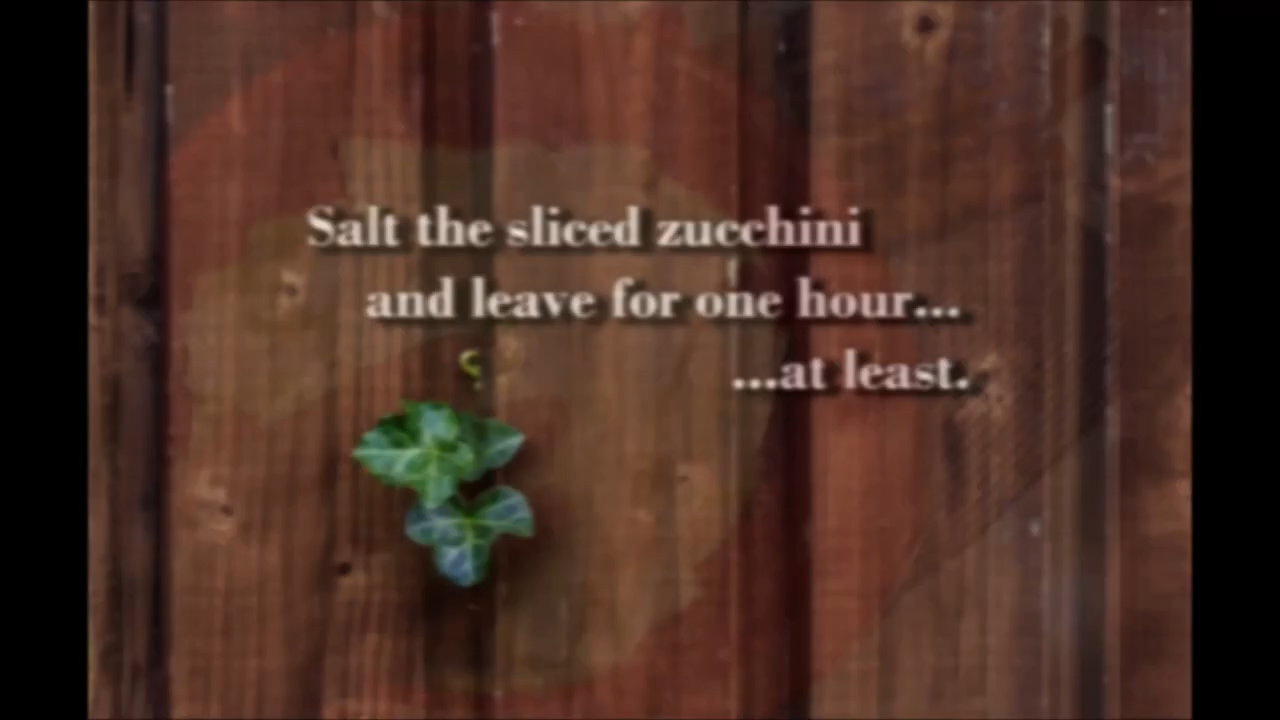 Salt the sliced zucchini
and leave for one hour...
...at least.